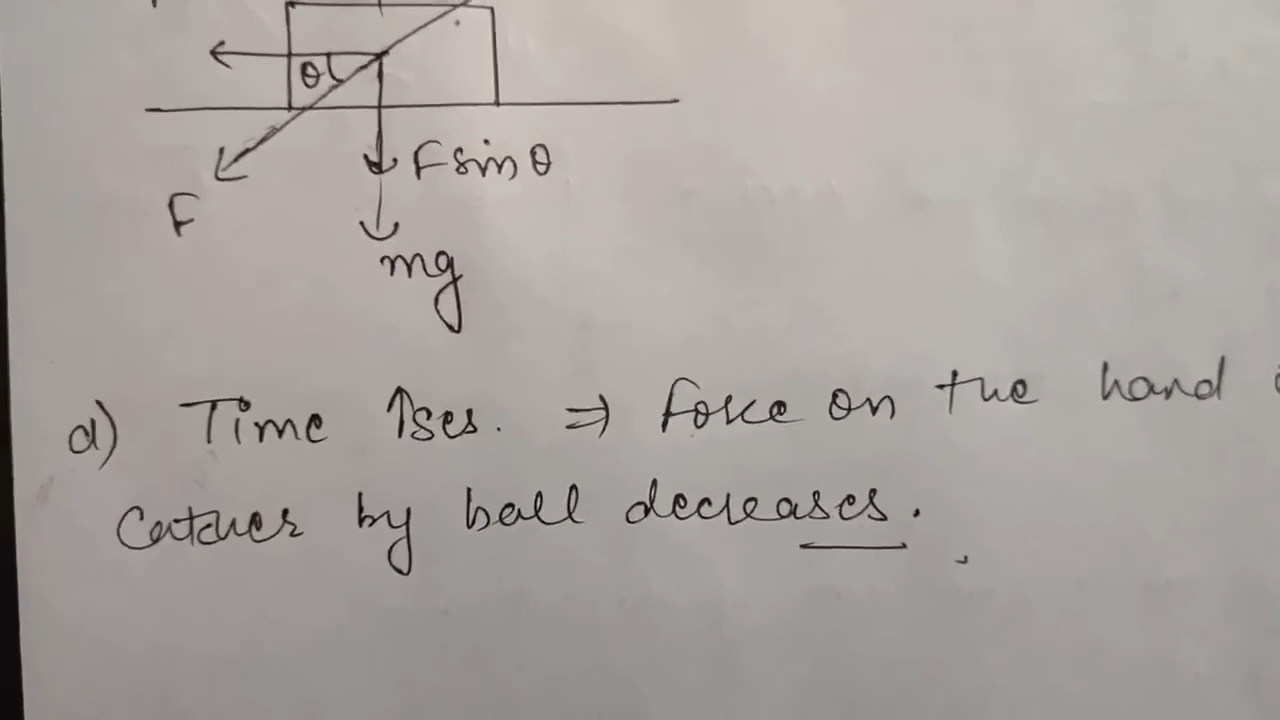 θ
F sin θ
F
mg
d) Time ↑ses. ⇒ Force on the hand
Catcher by ball decreases.